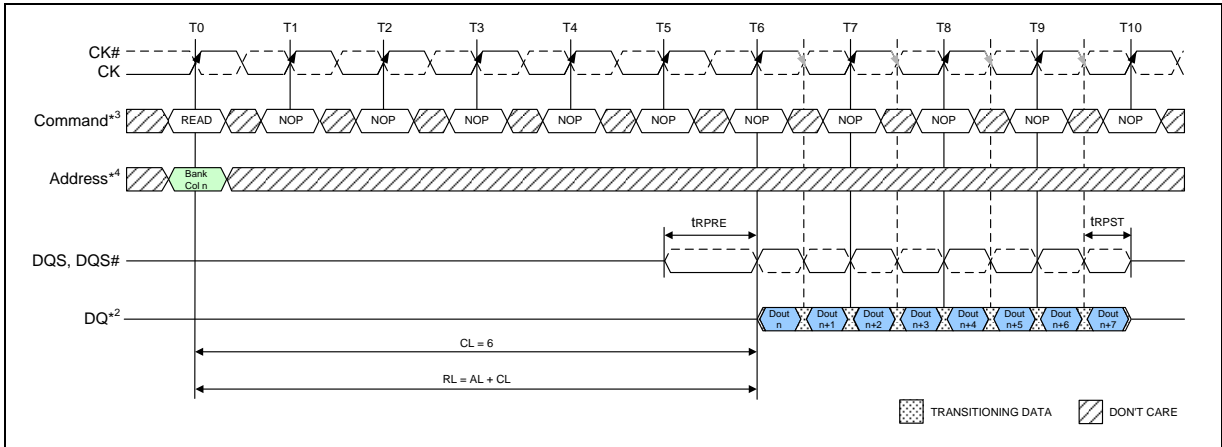 T0 T1 T2 T3 T4 T5 T6 T7 T8 T9 T10
CK#
CK
Command*3 READ NOP NOP NOP NOP NOP NOP NOP NOP NOP NOP
Address*4 Bank
Col n
tRPRE tRPST
DQS, DQS#
DQ*2 Dout Dout Dout Dout Dout Dout Dout Dout
n n+1 n+2 n+3 n+4 n+5 n+6 n+7
CL = 6
RL = AL + CL
TRANSITIONING DATA DON'T CARE